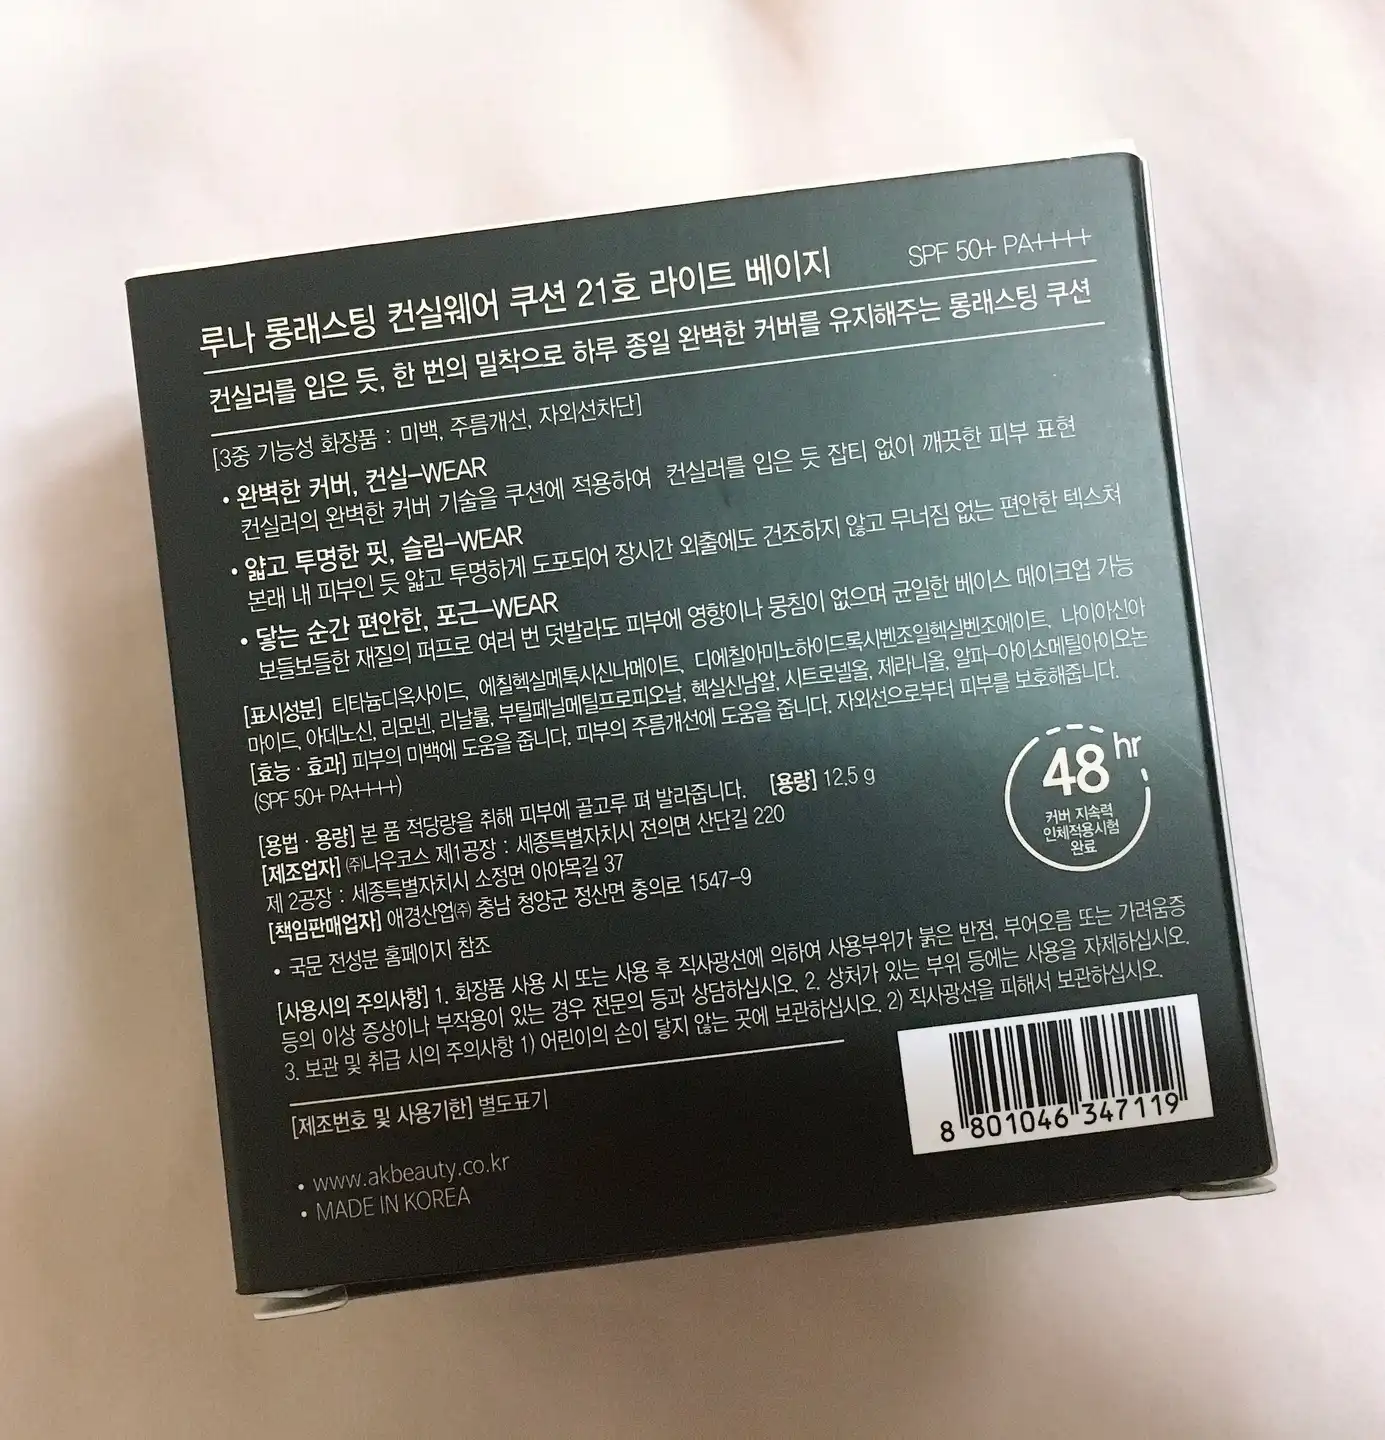 루나 롱래스팅 컨실웨어 쿠션 21호 라이트 베이지 SPF 50+ PA++++
컨실러를 입은 듯, 한 번의 밀착으로 하루 종일 완벽한 커버를 유지해주는 롱래스팅 쿠션
[3중 기능성 화장품 : 미백, 주름개선, 자외선차단]
• 완벽한 커버, 컨실-WEAR
컨실러의 완벽한 커버 기술을 쿠션에 적용하여 컨실러를 입은 듯 잡티 없이 깨끗한 피부 표현
• 얇고 투명한 핏, 슬림-WEAR
본래 내 피부인 듯 얇고 투명하게 도포되어 장시간 외출에도 건조하지 않고 무너짐 없는 편안한 텍스쳐
• 닿는 순간 편안한, 포근-WEAR
보들보들한 재질의 퍼프로 여러 번 덧발라도 피부에 영향이나 뭉침이 없으며 균일한 베이스 메이크업 가능
[표시성분] 티타늄디옥사이드, 에칠헥실메톡시신나메이트, 디에칠아미노하이드록시벤조일헥실벤조에이트, 나이아신아
마이드, 아데노신, 리모넨, 리날룰, 부틸페닐메틸프로피오날, 헥실신남알, 시트로넬올, 제라니올, 알파-아이소메틸아이오논
[효능 · 효과] 피부의 미백에 도움을 줍니다. 피부의 주름개선에 도움을 줍니다. 자외선으로부터 피부를 보호해줍니다.
(SPF 50+ PA++++)
[용법 · 용량] 본 품 적당량을 취해 피부에 골고루 펴 발라줍니다. [용량] 12.5 g
[제조업자] ㈜나우코스 제1공장 : 세종특별자치시 전의면 산단길 220
제 2공장 : 세종특별자치시 소정면 아야목길 37
[책임판매업자] 애경산업㈜ 충남 청양군 정산면 충의로 1547-9
• 국문 전성분 홈페이지 참조
48 hr
커버 지속력
인체적용시험
완료
[사용시의 주의사항] 1. 화장품 사용 시 또는 사용 후 직사광선에 의하여 사용부위가 붉은 반점, 부어오름 또는 가려움증
등의 이상 증상이나 부작용이 있는 경우 전문의 등과 상담하십시오. 2. 상처가 있는 부위 등에는 사용을 자제하십시오.
3. 보관 및 취급 시의 주의사항 1) 어린이의 손이 닿지 않는 곳에 보관하십시오. 2) 직사광선을 피해서 보관하십시오.
[제조번호 및 사용기한] 별도표기
8 801046 347119
• www.akbeauty.co.kr
• MADE IN KOREA